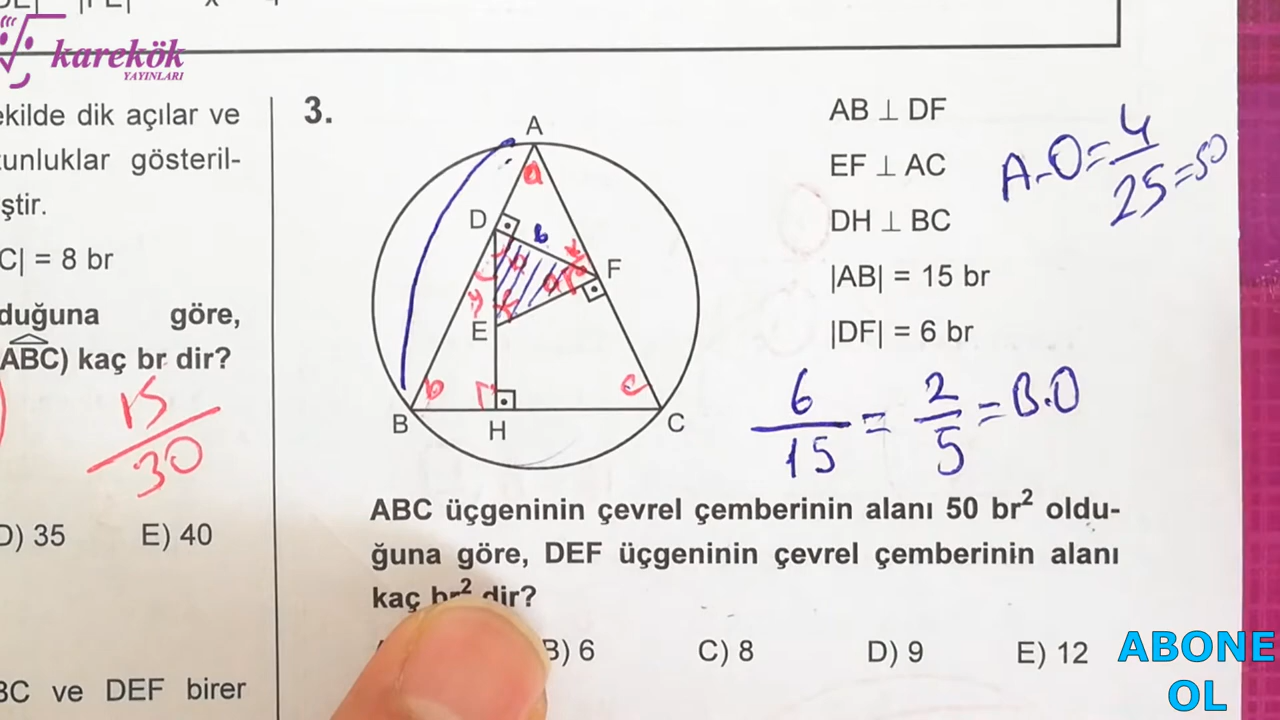 karekök
YAYINLARI
ekilde dik açılar ve
tunluklar gösteril-
ştir.
C| = 8 br
duğuna göre,
ABC) kaç br dir?
15
30
D) 35 E) 40
BC ve DEF birer
3.
A
D
b
F
E
B
H
C
a
y
b
c
AB ⊥ DF
EF ⊥ AC
DH ⊥ BC
|AB| = 15 br
|DF| = 6 br
A-O = 4/25 = 50
6/15 = 2/5 = B.O
ABC üçgeninin çevrel çemberinin alanı 50 br² oldu-
ğuna göre, DEF üçgeninin çevrel çemberinin alanı
kaç br² dir?
B) 6 C) 8 D) 9 E) 12
ABONE
OL